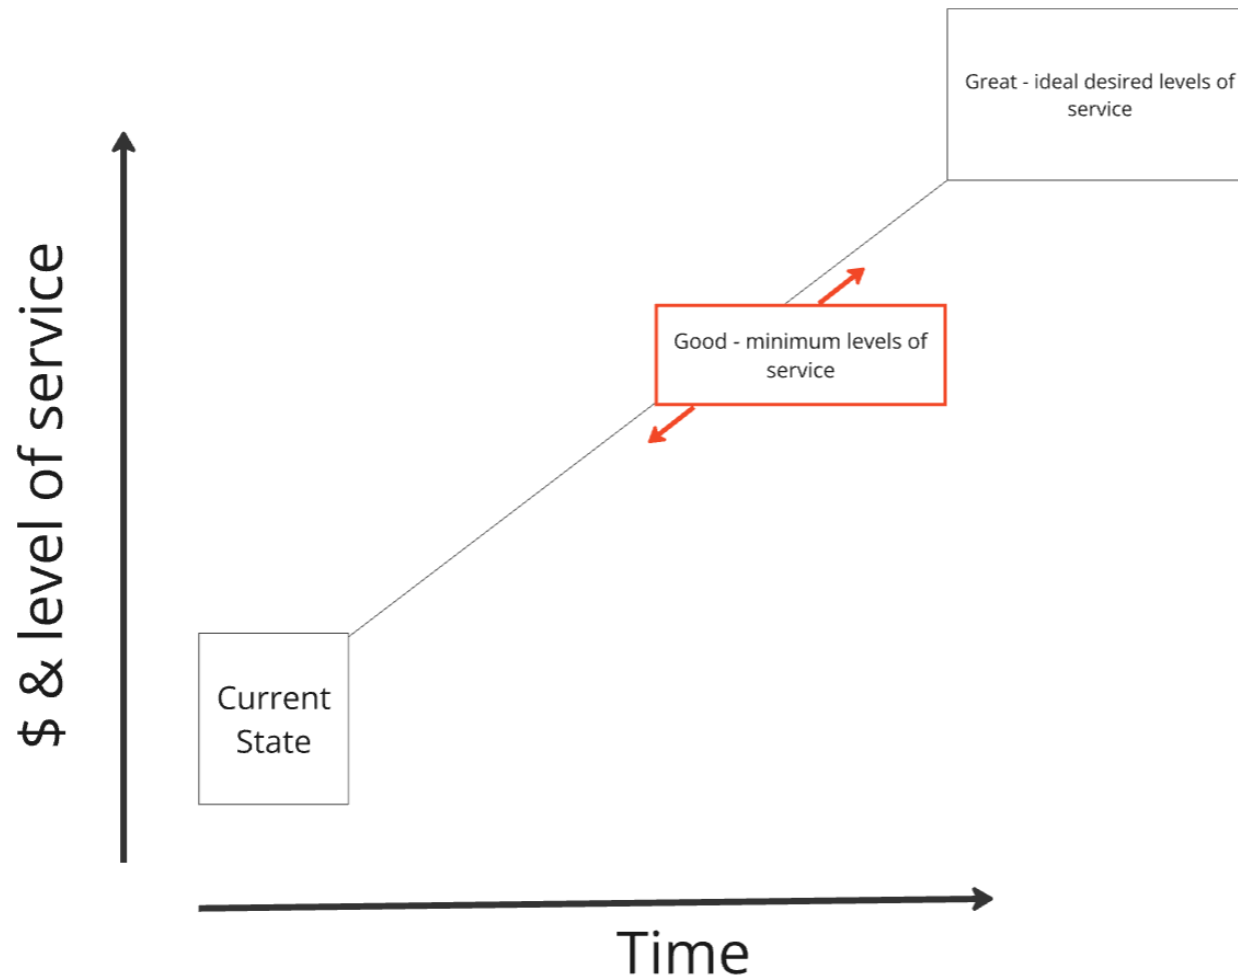 Great - ideal desired levels of
service
$ & level of service
Good - minimum levels of
service
Current
State
Time